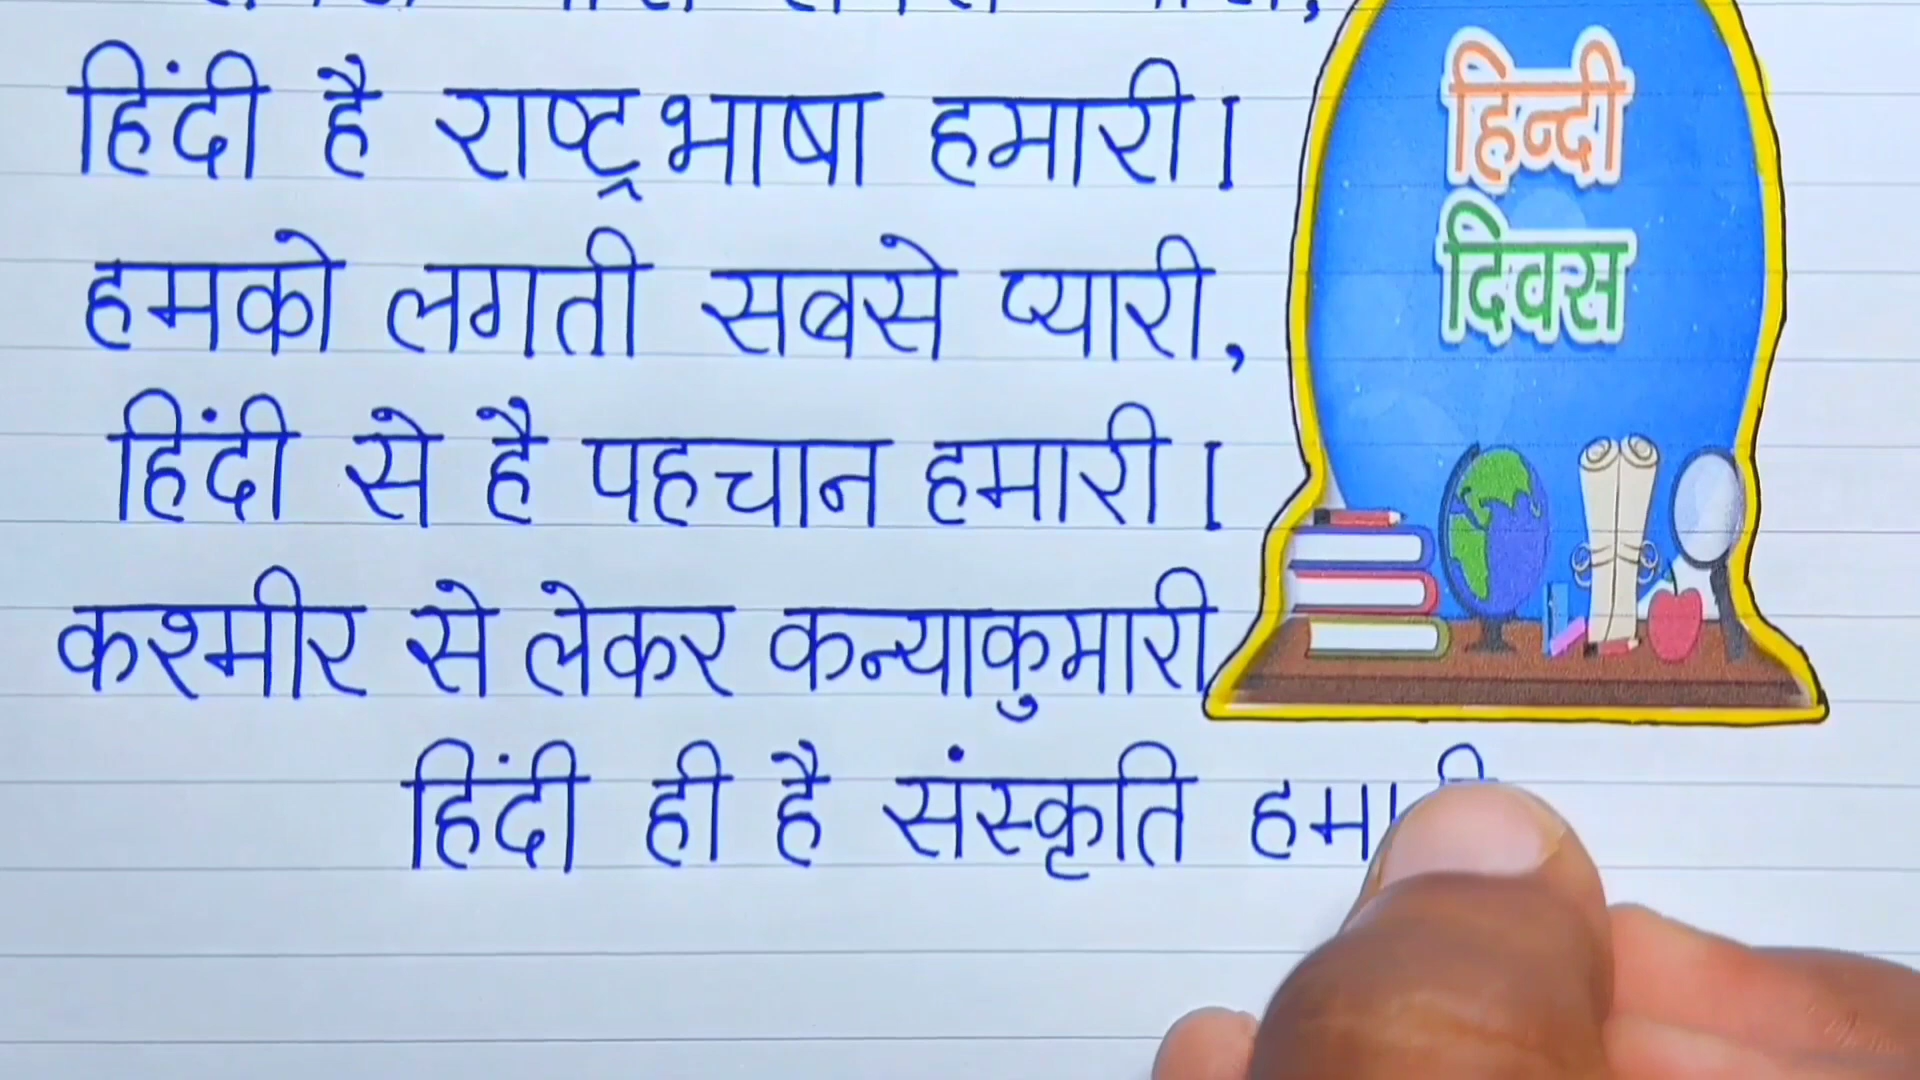 हिंदी है राष्ट्रभाषा हमारी।
हमको लगती सबसे प्यारी,
हिंदी से है पहचान हमारी।
कश्मीर से लेकर कन्याकुमारी
हिंदी ही है संस्कृति
हिन्दी
दिवस